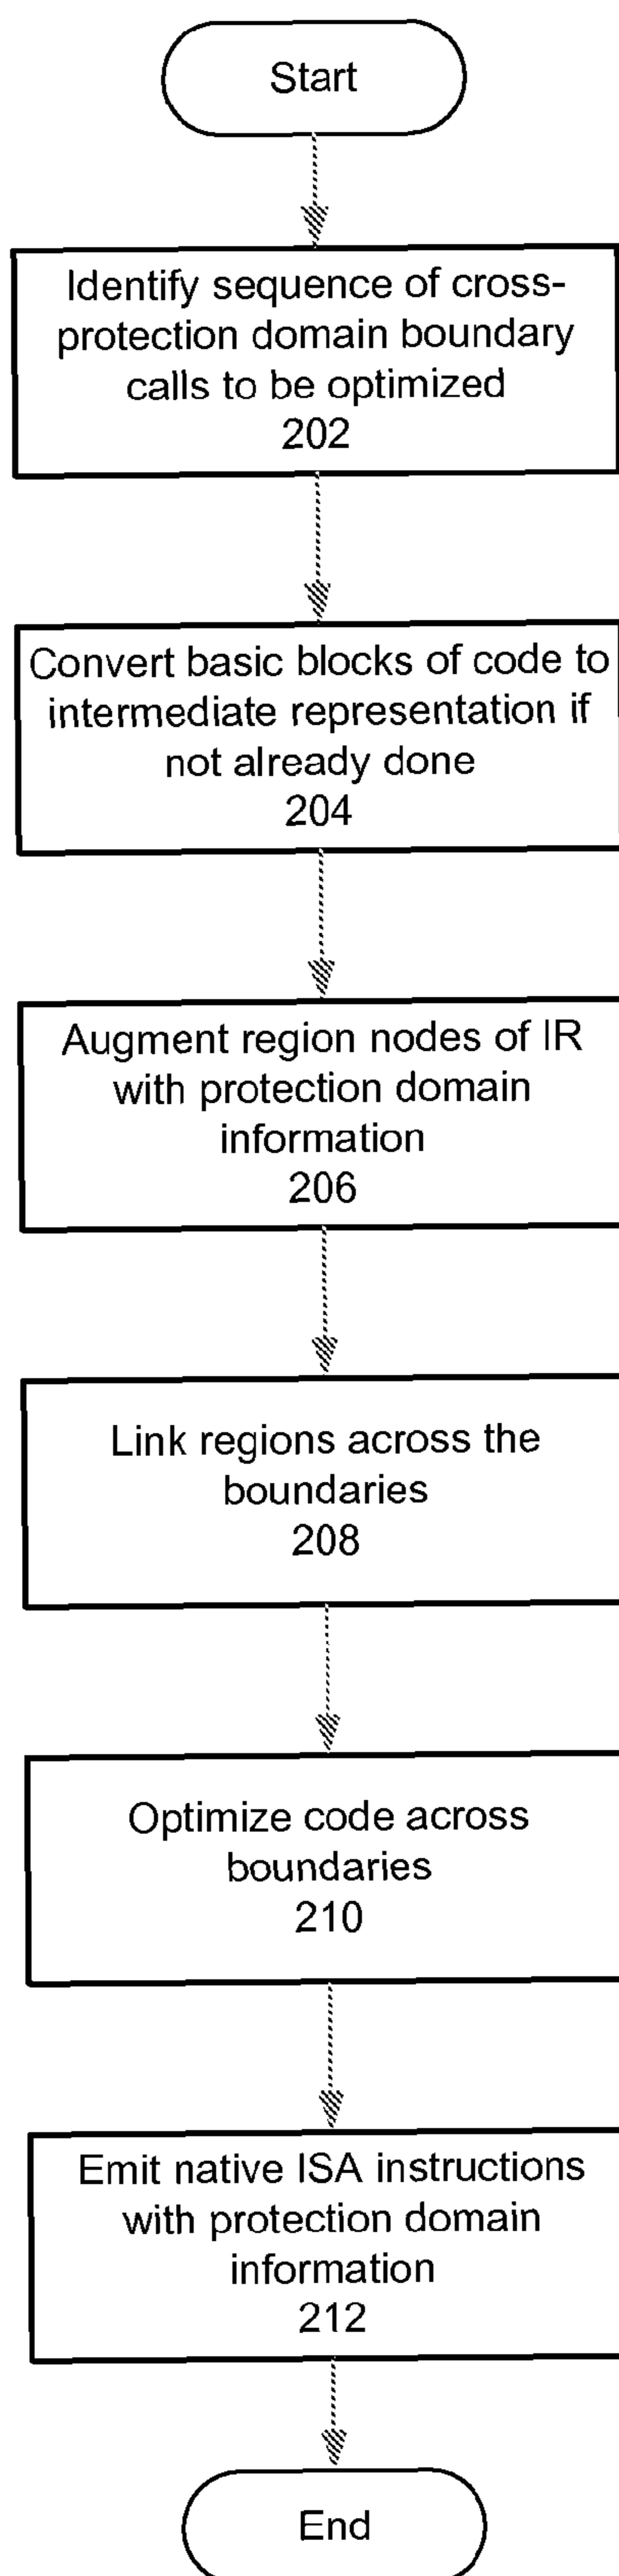 Start
Identify sequence of cross-
protection domain boundary
calls to be optimized
202
Convert basic blocks of code to
intermediate representation if
not already done
204
Augment region nodes of IR
with protection domain
information
206
Link regions across the
boundaries
208
Optimize code across
boundaries
210
Emit native ISA instructions
with protection domain
information
212
End